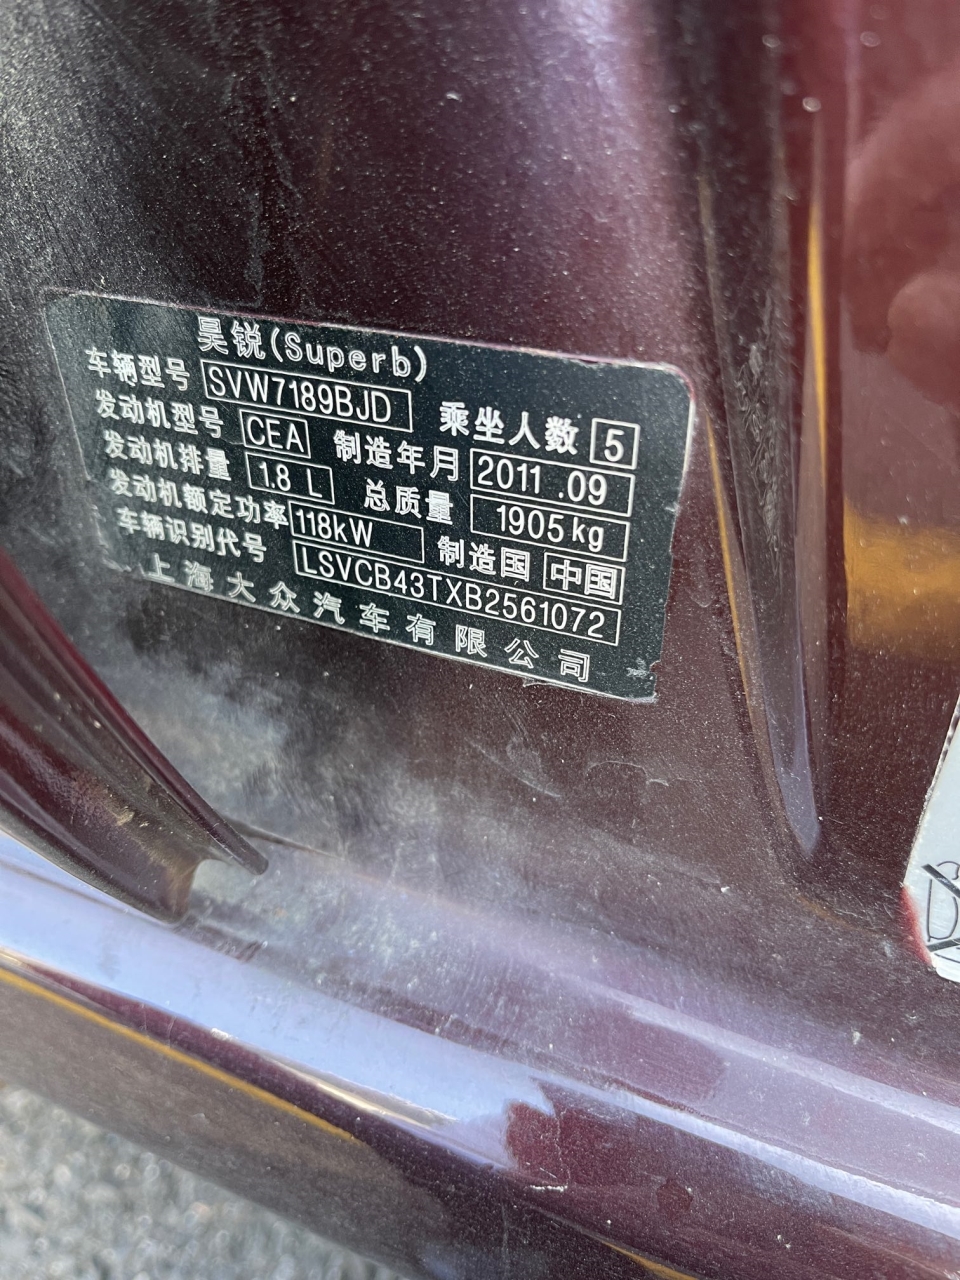 昊锐(Superb)
车辆型号 SVW7189BJD 乘坐人数 5
发动机型号 CEA 制造年月 2011.09
发动机排量 1.8 L 总质量 1905kg
发动机额定功率 118kW 制造国 中国
车辆识别代号 LSVCB43TXB2561072
上海大众汽车有限公司